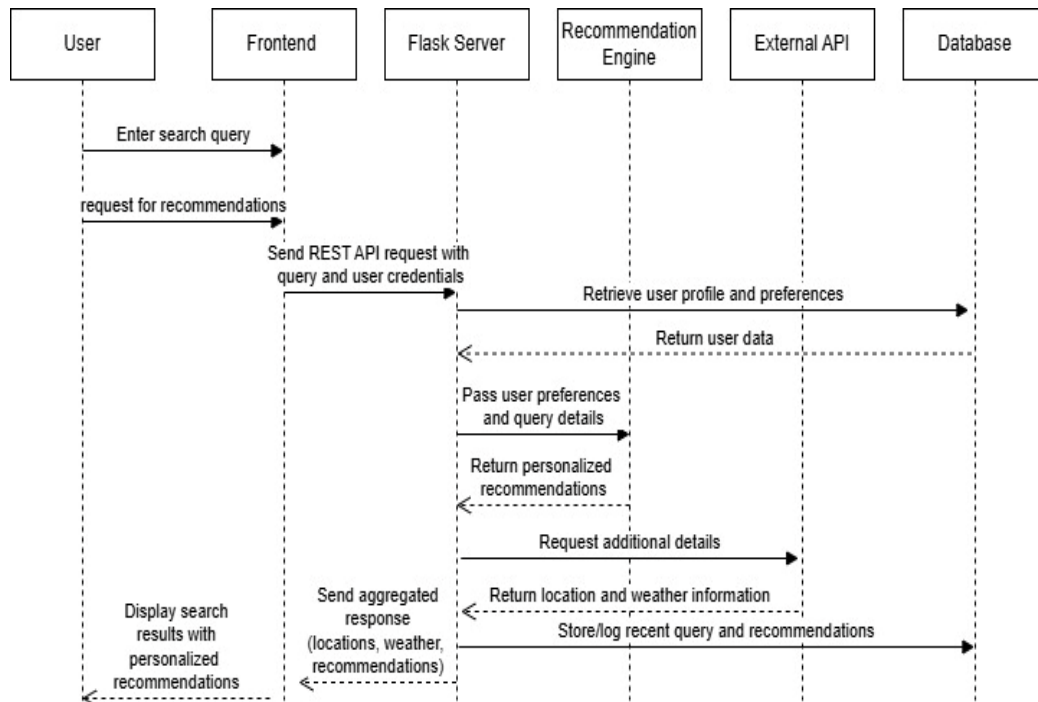 User
Frontend
Flask Server
Recommendation
Engine
External API
Database
Enter search query
request for recommendations
Send REST API request with
query and user credentials
Retrieve user profile and preferences
Return user data
Pass user preferences
and query details
Return personalized
recommendations
Request additional details
Return location and weather information
Store/log recent query and recommendations
Send aggregated
response
(locations, weather,
recommendations)
Display search
results with
personalized
recommendations